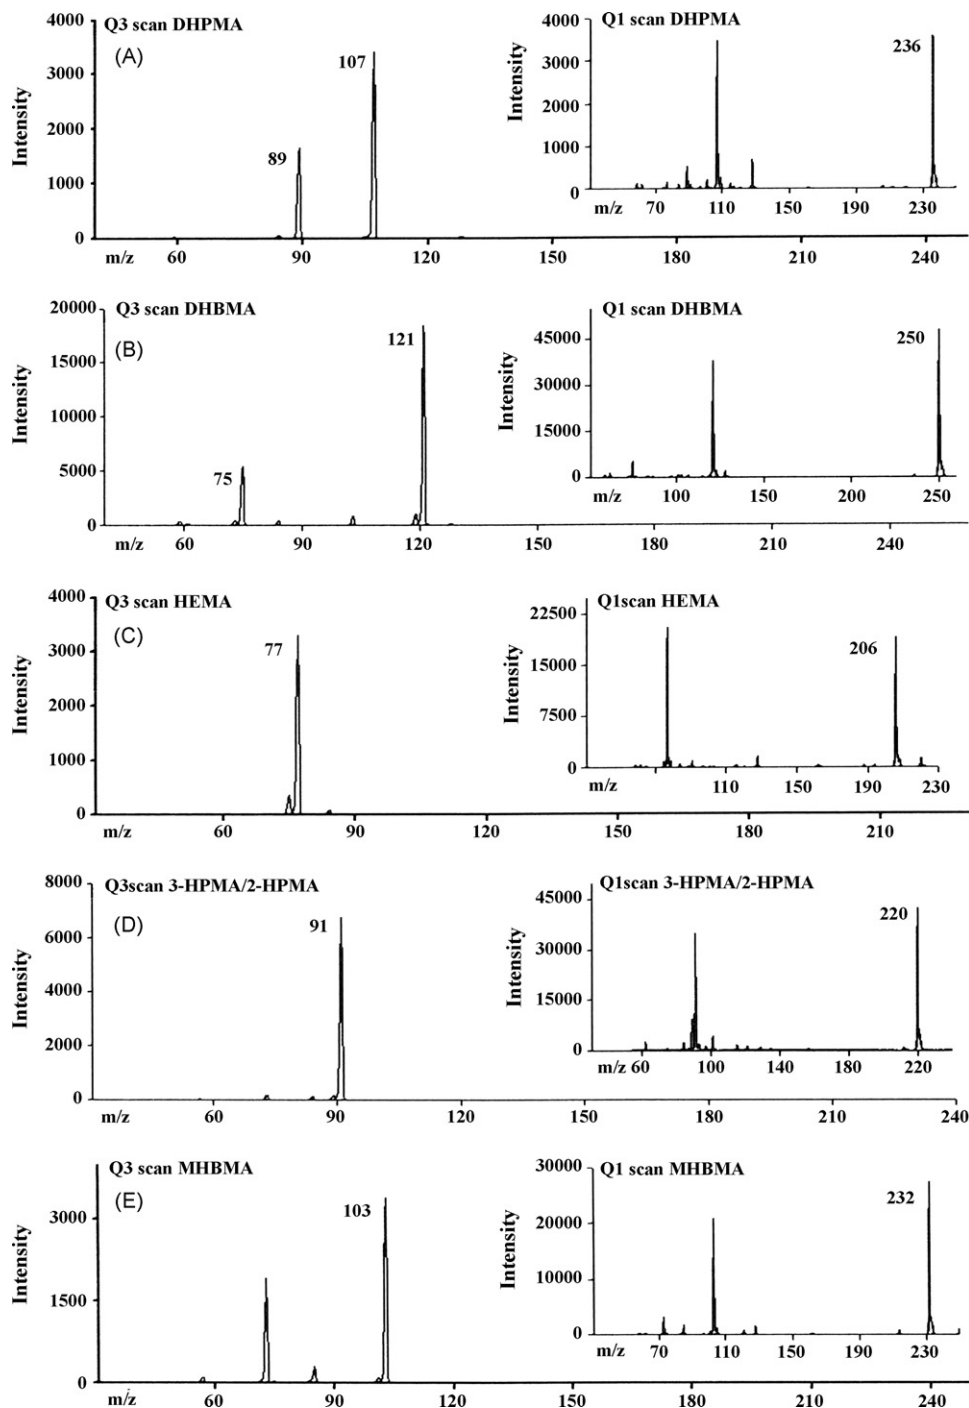 Q3 scan DHPMA
(A)
Intensity
4000
3000
2000
1000
0
107
89
m/z 60 90 120 150 180 210 240
Q1 scan DHPMA
Intensity
4000
3000
2000
1000
0
236
m/z 70 110 150 190 230
Q3 scan DHBMA
(B)
Intensity
20000
15000
10000
5000
0
121
75
m/z 60 90 120 150 180 210 240
Q1 scan DHBMA
Intensity
45000
30000
15000
0
250
m/z 100 150 200 250
Q3 scan HEMA
(C)
Intensity
4000
3000
2000
1000
0
77
m/z 60 90 120 150 180 210
Q1scan HEMA
Intensity
22500
15000
7500
0
206
m/z 110 150 190 230
Q3scan 3-HPMA/2-HPMA
(D)
Intensity
8000
6000
4000
2000
0
91
m/z 60 90 120 150 180 210 240
Q1scan 3-HPMA/2-HPMA
Intensity
45000
30000
15000
0
220
m/z 60 100 140 180 220
Q3 scan MHBMA
(E)
Intensity
3000
1500
0
103
m/z 60 90 120 150 180 210 240
Q1 scan MHBMA
Intensity
30000
20000
10000
0
232
m/z 70 110 150 190 230